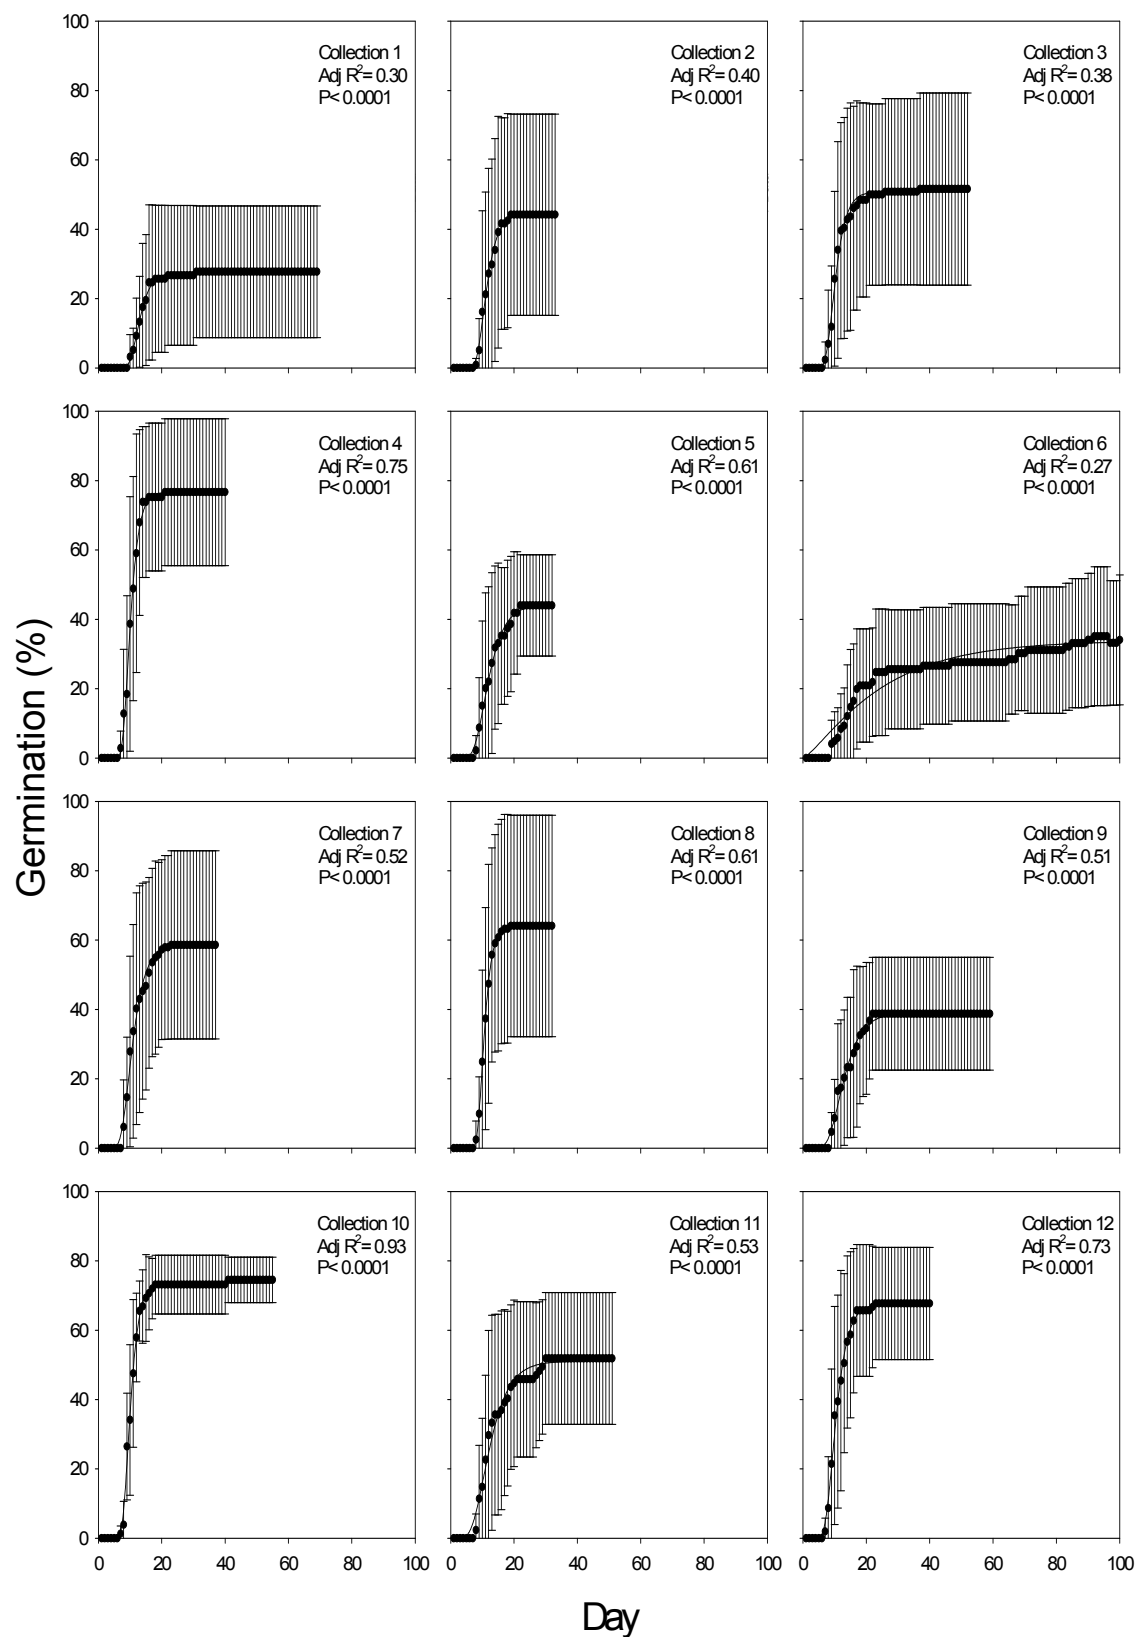 100
80
60
40
20
0
Collection 1
Adj R²= 0.30
P< 0.0001
Collection 2
Adj R²= 0.40
P< 0.0001
Collection 3
Adj R²= 0.38
P< 0.0001
100
80
60
40
20
0
Collection 4
Adj R²= 0.75
P< 0.0001
Collection 5
Adj R²= 0.61
P< 0.0001
Collection 6
Adj R²= 0.27
P< 0.0001
Germination (%)
100
80
60
40
20
0
Collection 7
Adj R²= 0.52
P< 0.0001
Collection 8
Adj R²= 0.61
P< 0.0001
Collection 9
Adj R²= 0.51
P< 0.0001
100
80
60
40
20
0
Collection 10
Adj R²= 0.93
P< 0.0001
Collection 11
Adj R²= 0.53
P< 0.0001
Collection 12
Adj R²= 0.73
P< 0.0001
0 20 40 60 80 100
0 20 40 60 80 100
0 20 40 60 80 100
Day